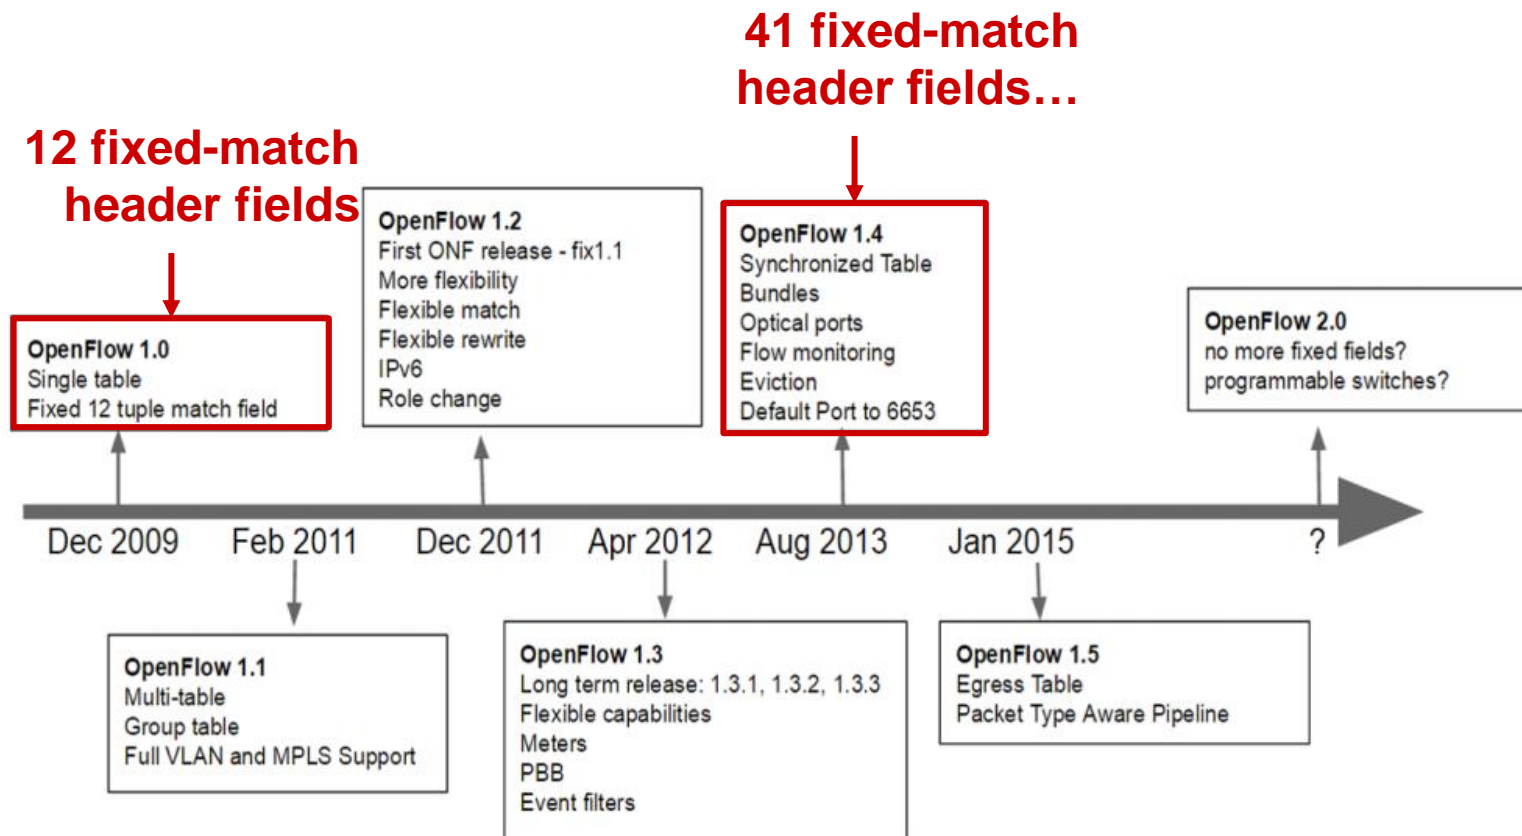 41 fixed-match
header fields…
12 fixed-match
header fields
OpenFlow 1.0
Single table
Fixed 12 tuple match field
OpenFlow 1.2
First ONF release - fix1.1
More flexibility
Flexible match
Flexible rewrite
IPv6
Role change
OpenFlow 1.4
Synchronized Table
Bundles
Optical ports
Flow monitoring
Eviction
Default Port to 6653
OpenFlow 2.0
no more fixed fields?
programmable switches?
Dec 2009 Feb 2011 Dec 2011 Apr 2012 Aug 2013 Jan 2015 ?
OpenFlow 1.1
Multi-table
Group table
Full VLAN and MPLS Support
OpenFlow 1.3
Long term release: 1.3.1, 1.3.2, 1.3.3
Flexible capabilities
Meters
PBB
Event filters
OpenFlow 1.5
Egress Table
Packet Type Aware Pipeline